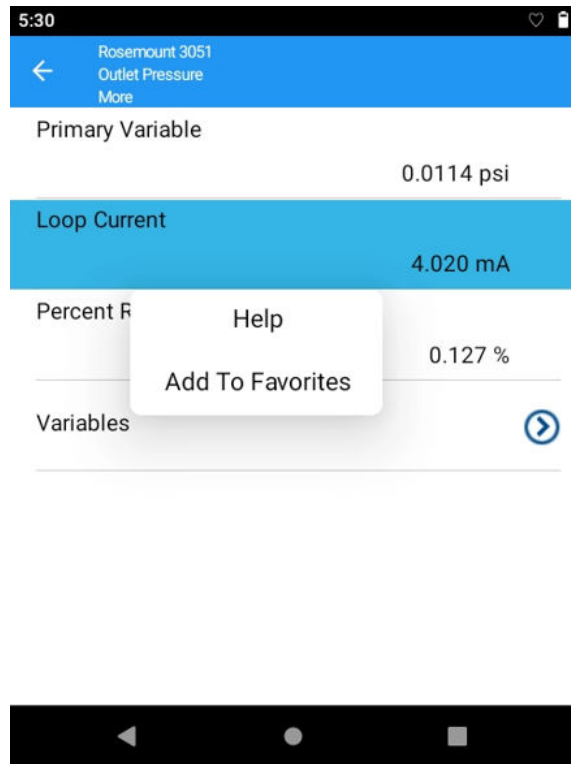 5:30
Rosemount 3051
Outlet Pressure
More
Primary Variable
0.0114 psi
Loop Current
4.020 mA
Percent R
Help
0.127 %
Add To Favorites
Variables